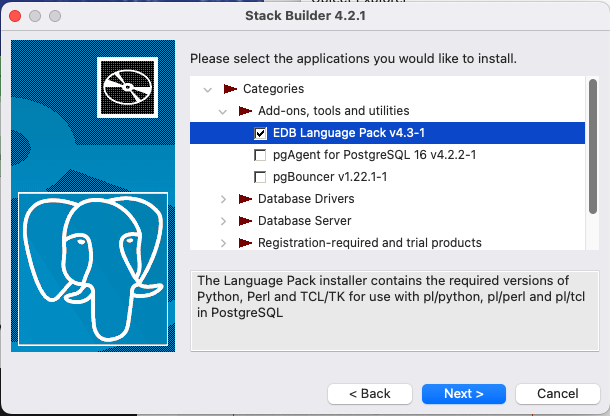 Stack Builder 4.2.1
Please select the applications you would like to install.
Categories
Add-ons, tools and utilities
EDB Language Pack v4.3-1
pgAgent for PostgreSQL 16 v4.2.2-1
pgBouncer v1.22.1-1
Database Drivers
Database Server
Registration-required and trial products
The Language Pack installer contains the required versions of
Python, Perl and TCL/TK for use with pl/python, pl/perl and pl/tcl
in PostgreSQL
< Back
Next >
Cancel